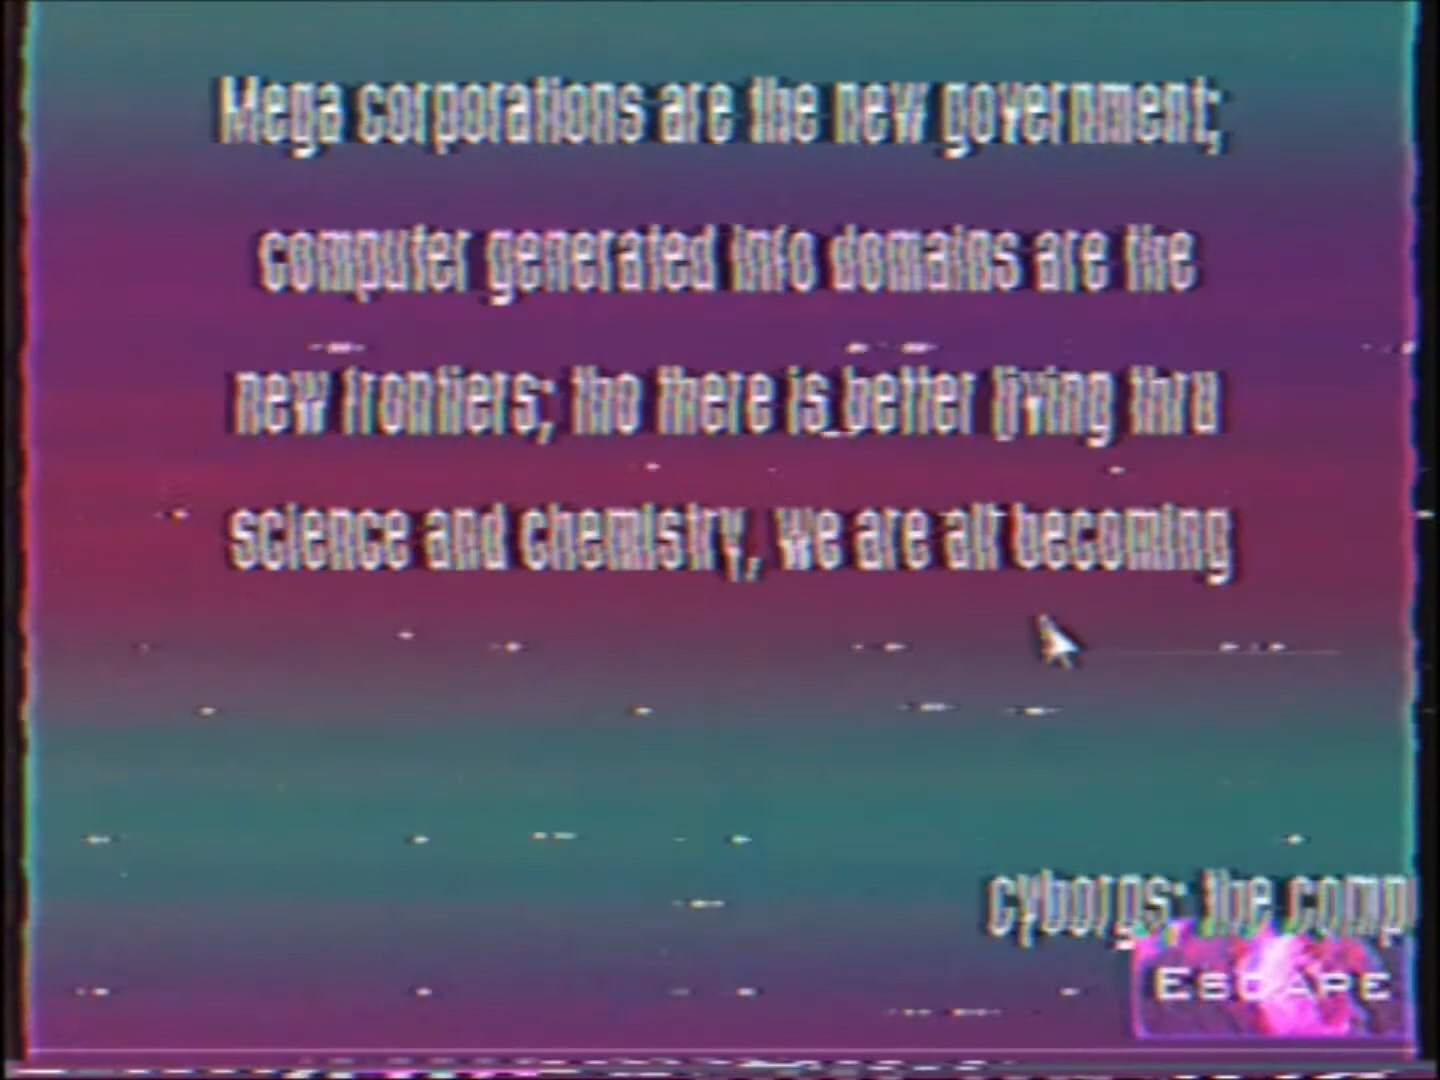 Mega corporations are the new government;
computer generated info domains are the
new frontiers; tho there is better living thru
science and chemistry, we are all becoming
cyborgs; the comp
ESCAPE